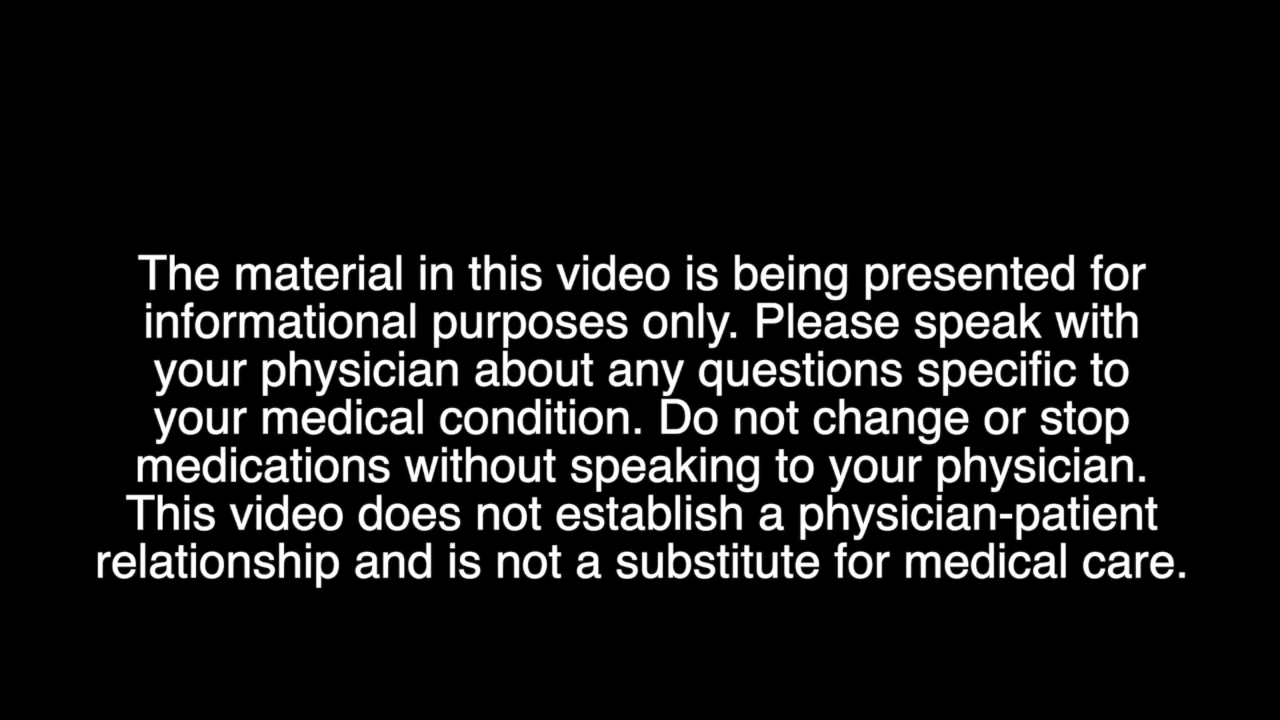 The material in this video is being presented for
informational purposes only. Please speak with
your physician about any questions specific to
your medical condition. Do not change or stop
medications without speaking to your physician.
This video does not establish a physician-patient
relationship and is not a substitute for medical care.